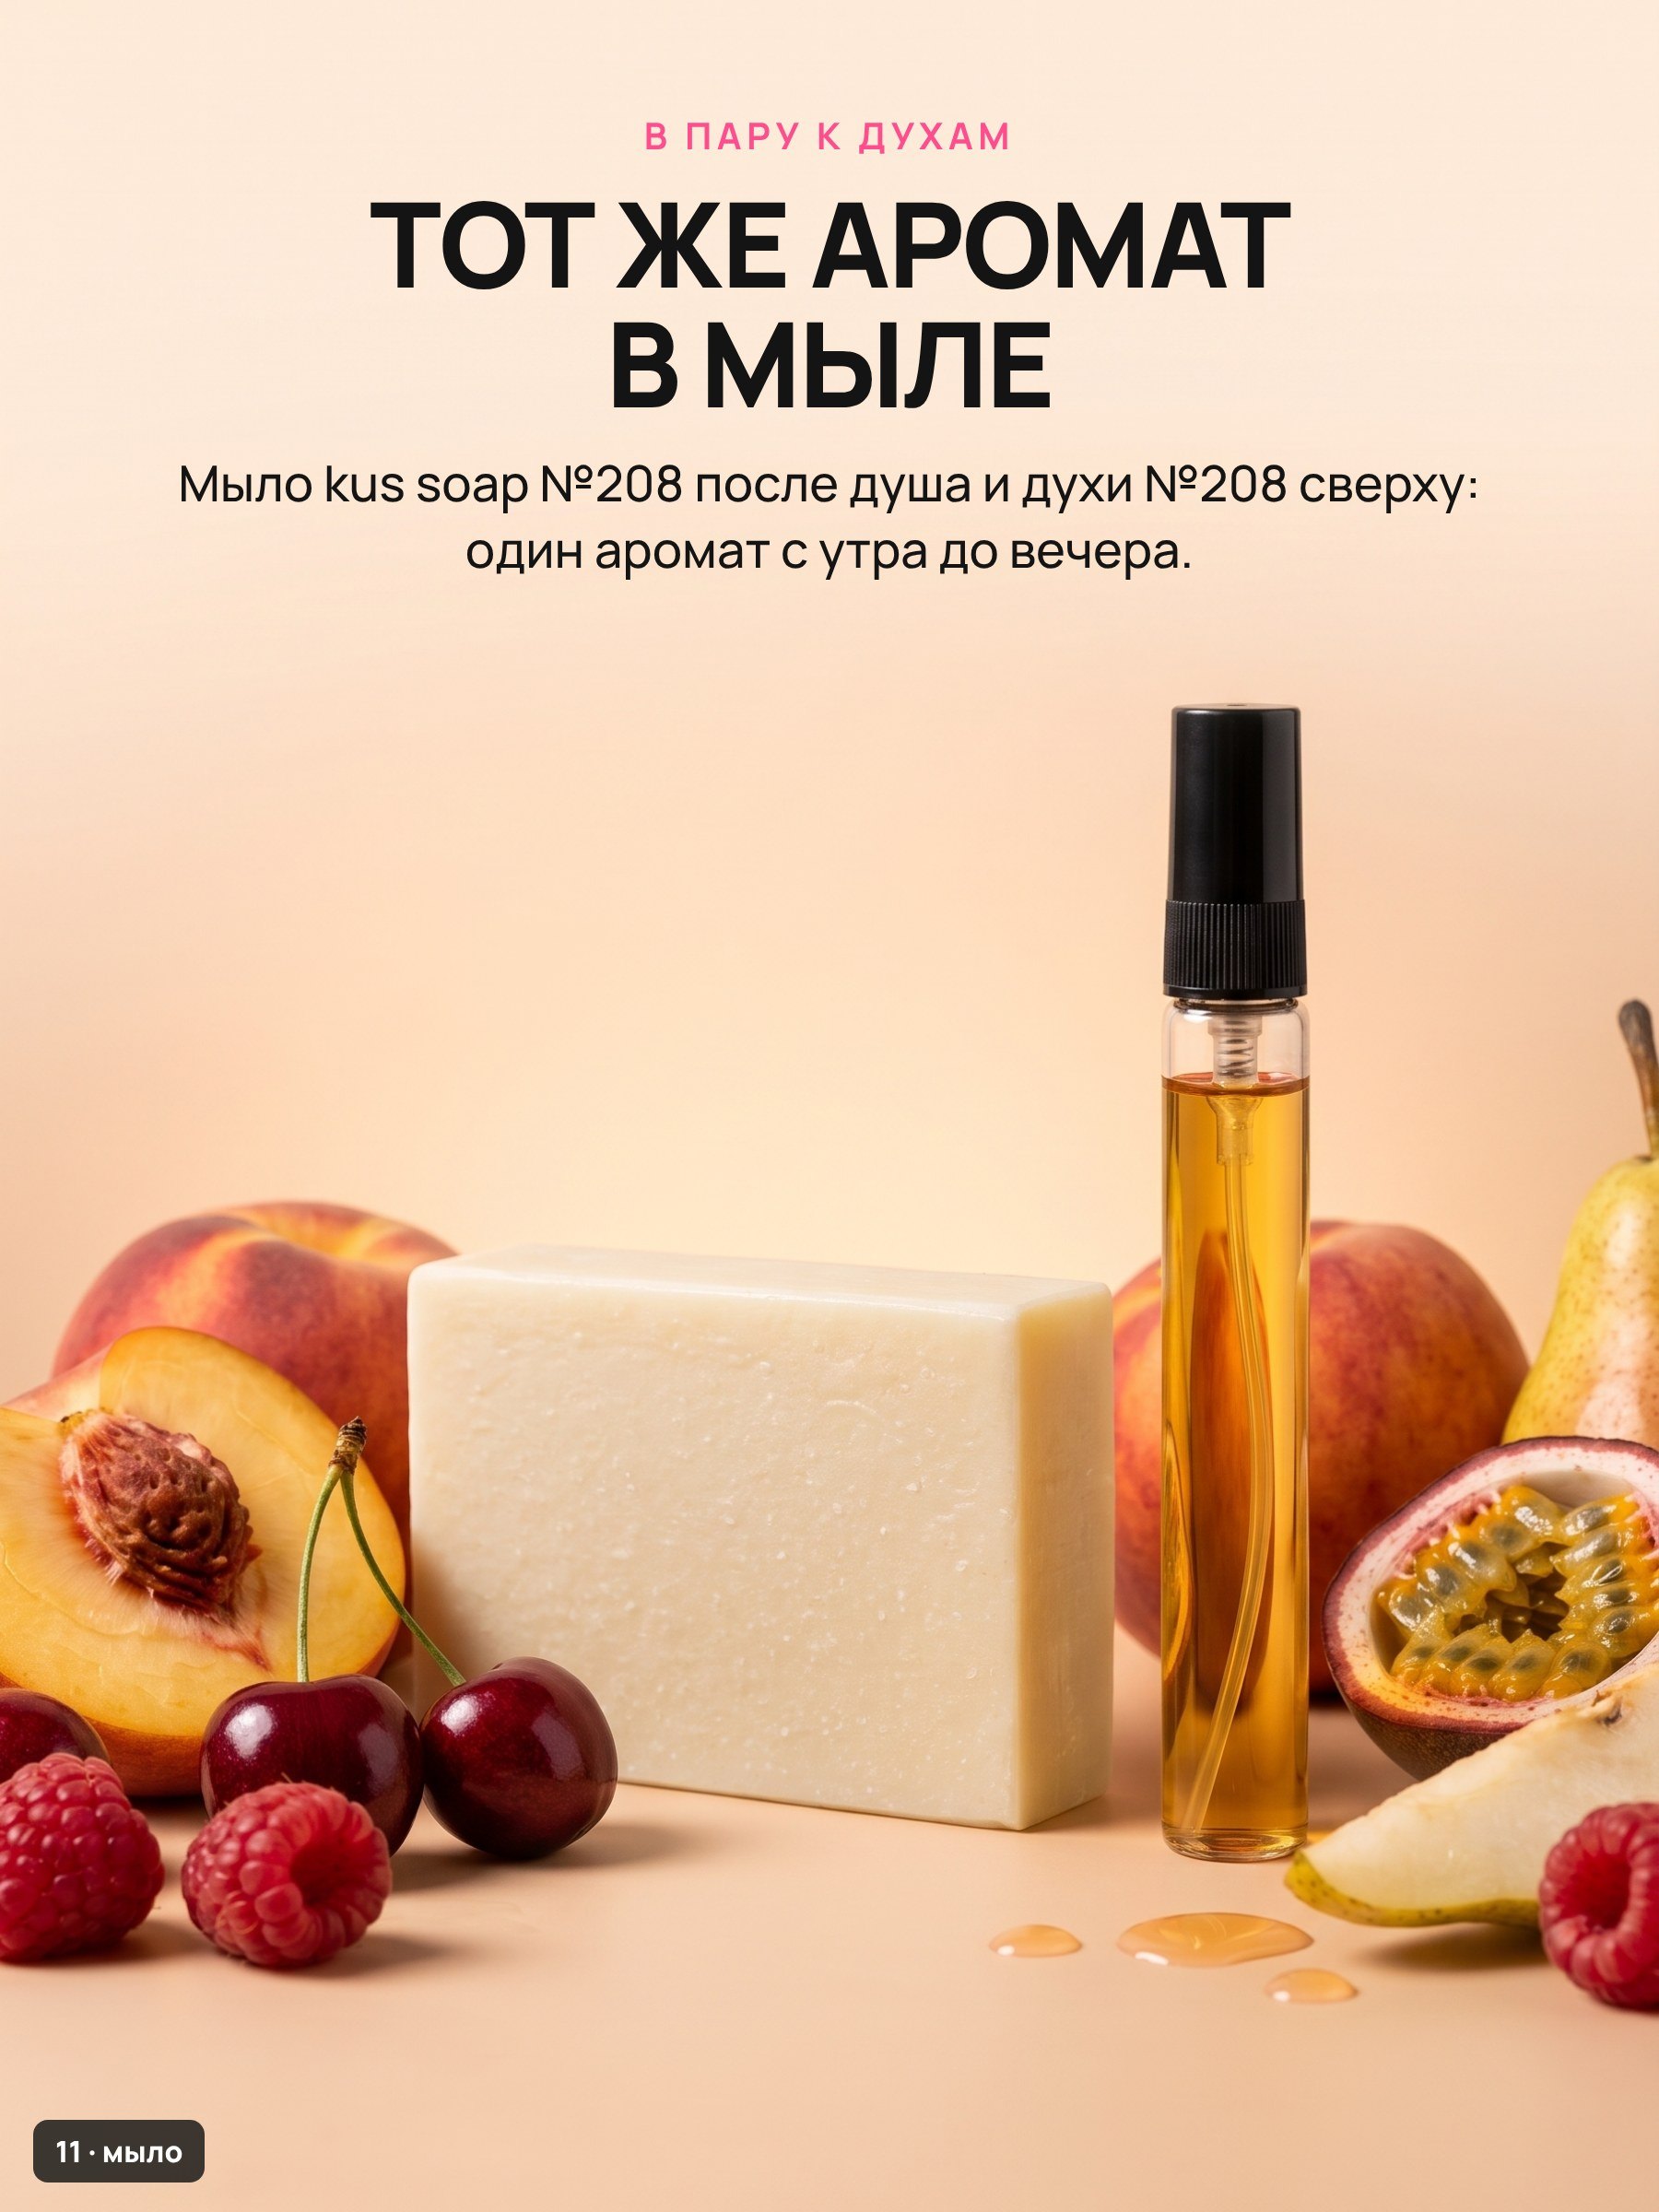 В ПАРУ К ДУХАМ
ТОТ ЖЕ АРОМАТ
В МЫЛЕ
Мыло kus soap №208 после душа и духи №208 сверху:
один аромат с утра до вечера.
11 · мыло